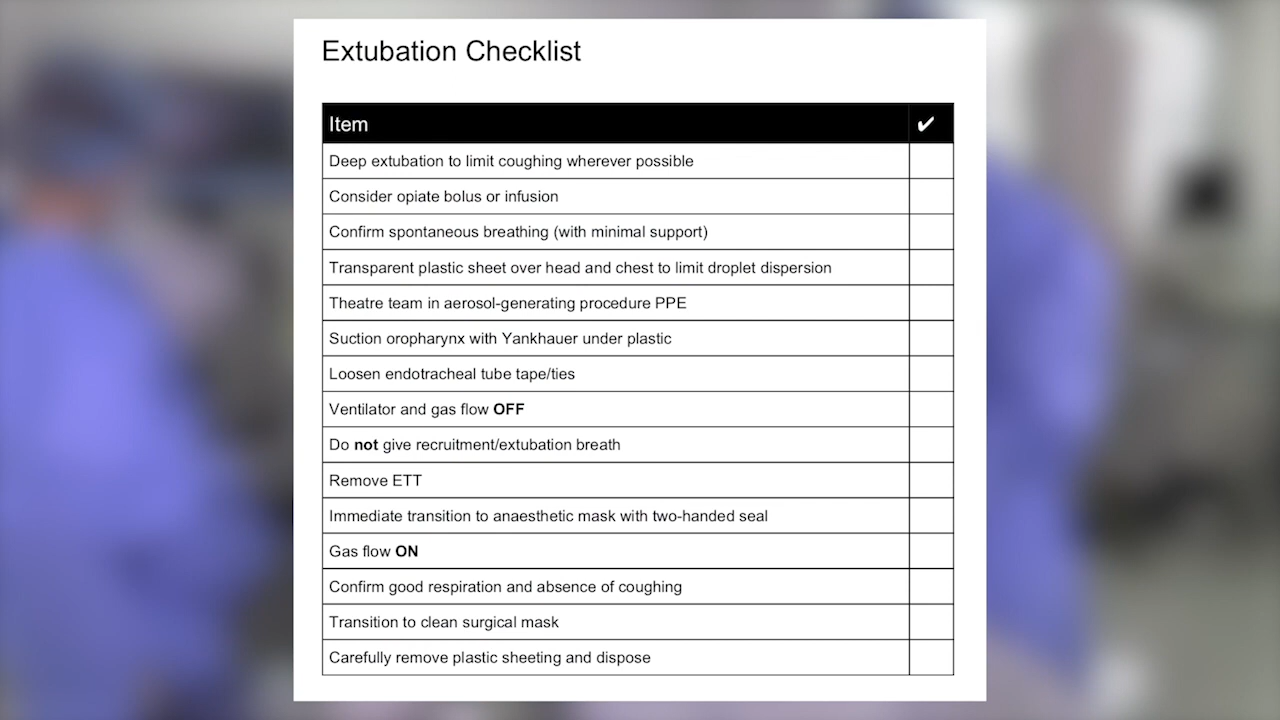 Extubation Checklist
Item ✔
Deep extubation to limit coughing wherever possible
Consider opiate bolus or infusion
Confirm spontaneous breathing (with minimal support)
Transparent plastic sheet over head and chest to limit droplet dispersion
Theatre team in aerosol-generating procedure PPE
Suction oropharynx with Yankhauer under plastic
Loosen endotracheal tube tape/ties
Ventilator and gas flow OFF
Do not give recruitment/extubation breath
Remove ETT
Immediate transition to anaesthetic mask with two-handed seal
Gas flow ON
Confirm good respiration and absence of coughing
Transition to clean surgical mask
Carefully remove plastic sheeting and dispose